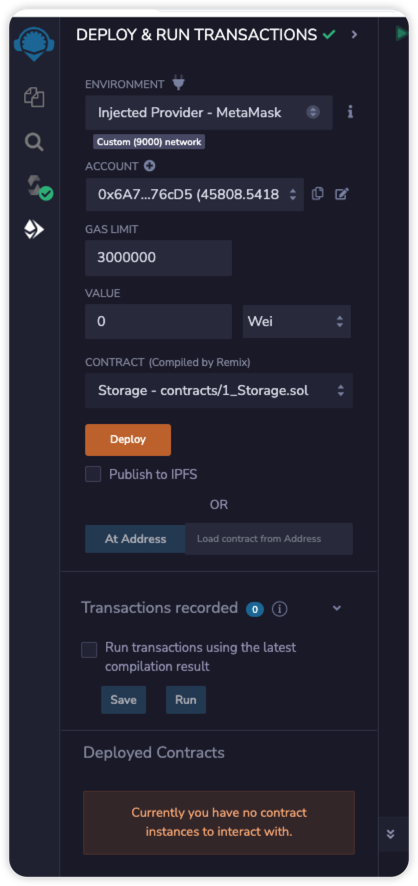 DEPLOY & RUN TRANSACTIONS
ENVIRONMENT
Injected Provider - MetaMask
Custom (9000) network
ACCOUNT
0x6A7...76cD5 (45808.5418
GAS LIMIT
3000000
VALUE
0 Wei
CONTRACT (Compiled by Remix)
Storage - contracts/1_Storage.sol
Deploy
Publish to IPFS
OR
At Address Load contract from Address
Transactions recorded 0
Run transactions using the latest
compilation result
Save Run
Deployed Contracts
Currently you have no contract
instances to interact with.